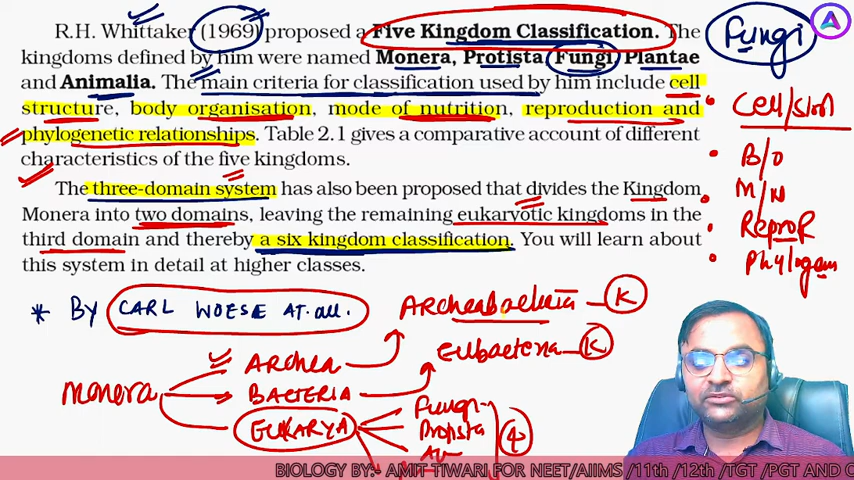 R.H. Whittaker (1969) proposed a Five Kingdom Classification. The
kingdoms defined by him were named Monera, Protista, Fungi, Plantae
and Animalia. The main criteria for classification used by him include cell
structure, body organisation, mode of nutrition, reproduction and
phylogenetic relationships. Table 2.1 gives a comparative account of different
characteristics of the five kingdoms.
The three-domain system has also been proposed that divides the Kingdom
Monera into two domains, leaving the remaining eukaryotic kingdoms in the
third domain and thereby a six kingdom classification. You will learn about
this system in detail at higher classes.
Fungi
B/O
M/N
* By CARL WOESE AT. all.
Archeabacteria K
Eubacteria K
Monera
Archea
BACTERIA
EUKARYA
Fungi
Protista
4
BIOLOGY BY:- AMIT TIWARI FOR NEET/AIIMS /11th /12th /TGT /PGT AND